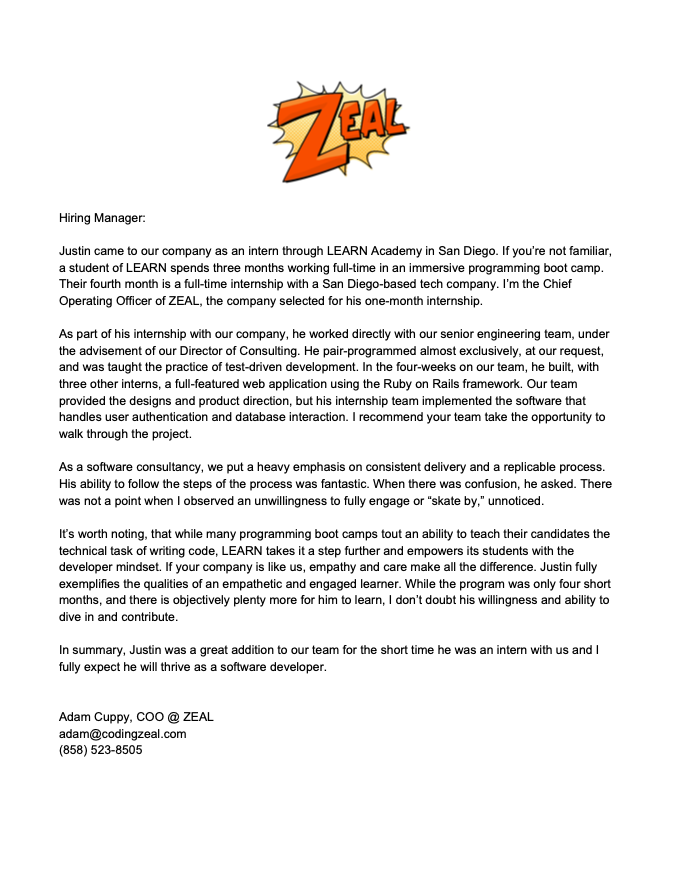 ZEAL
Hiring Manager:
Justin came to our company as an intern through LEARN Academy in San Diego. If you’re not familiar,
a student of LEARN spends three months working full-time in an immersive programming boot camp.
Their fourth month is a full-time internship with a San Diego-based tech company. I’m the Chief
Operating Officer of ZEAL, the company selected for his one-month internship.
As part of his internship with our company, he worked directly with our senior engineering team, under
the advisement of our Director of Consulting. He pair-programmed almost exclusively, at our request,
and was taught the practice of test-driven development. In the four-weeks on our team, he built, with
three other interns, a full-featured web application using the Ruby on Rails framework. Our team
provided the designs and product direction, but his internship team implemented the software that
handles user authentication and database interaction. I recommend your team take the opportunity to
walk through the project.
As a software consultancy, we put a heavy emphasis on consistent delivery and a replicable process.
His ability to follow the steps of the process was fantastic. When there was confusion, he asked. There
was not a point when I observed an unwillingness to fully engage or “skate by,” unnoticed.
It’s worth noting, that while many programming boot camps tout an ability to teach their candidates the
technical task of writing code, LEARN takes it a step further and empowers its students with the
developer mindset. If your company is like us, empathy and care make all the difference. Justin fully
exemplifies the qualities of an empathetic and engaged learner. While the program was only four short
months, and there is objectively plenty more for him to learn, I don’t doubt his willingness and ability to
dive in and contribute.
In summary, Justin was a great addition to our team for the short time he was an intern with us and I
fully expect he will thrive as a software developer.
Adam Cuppy, COO @ ZEAL
adam@codingzeal.com
(858) 523-8505